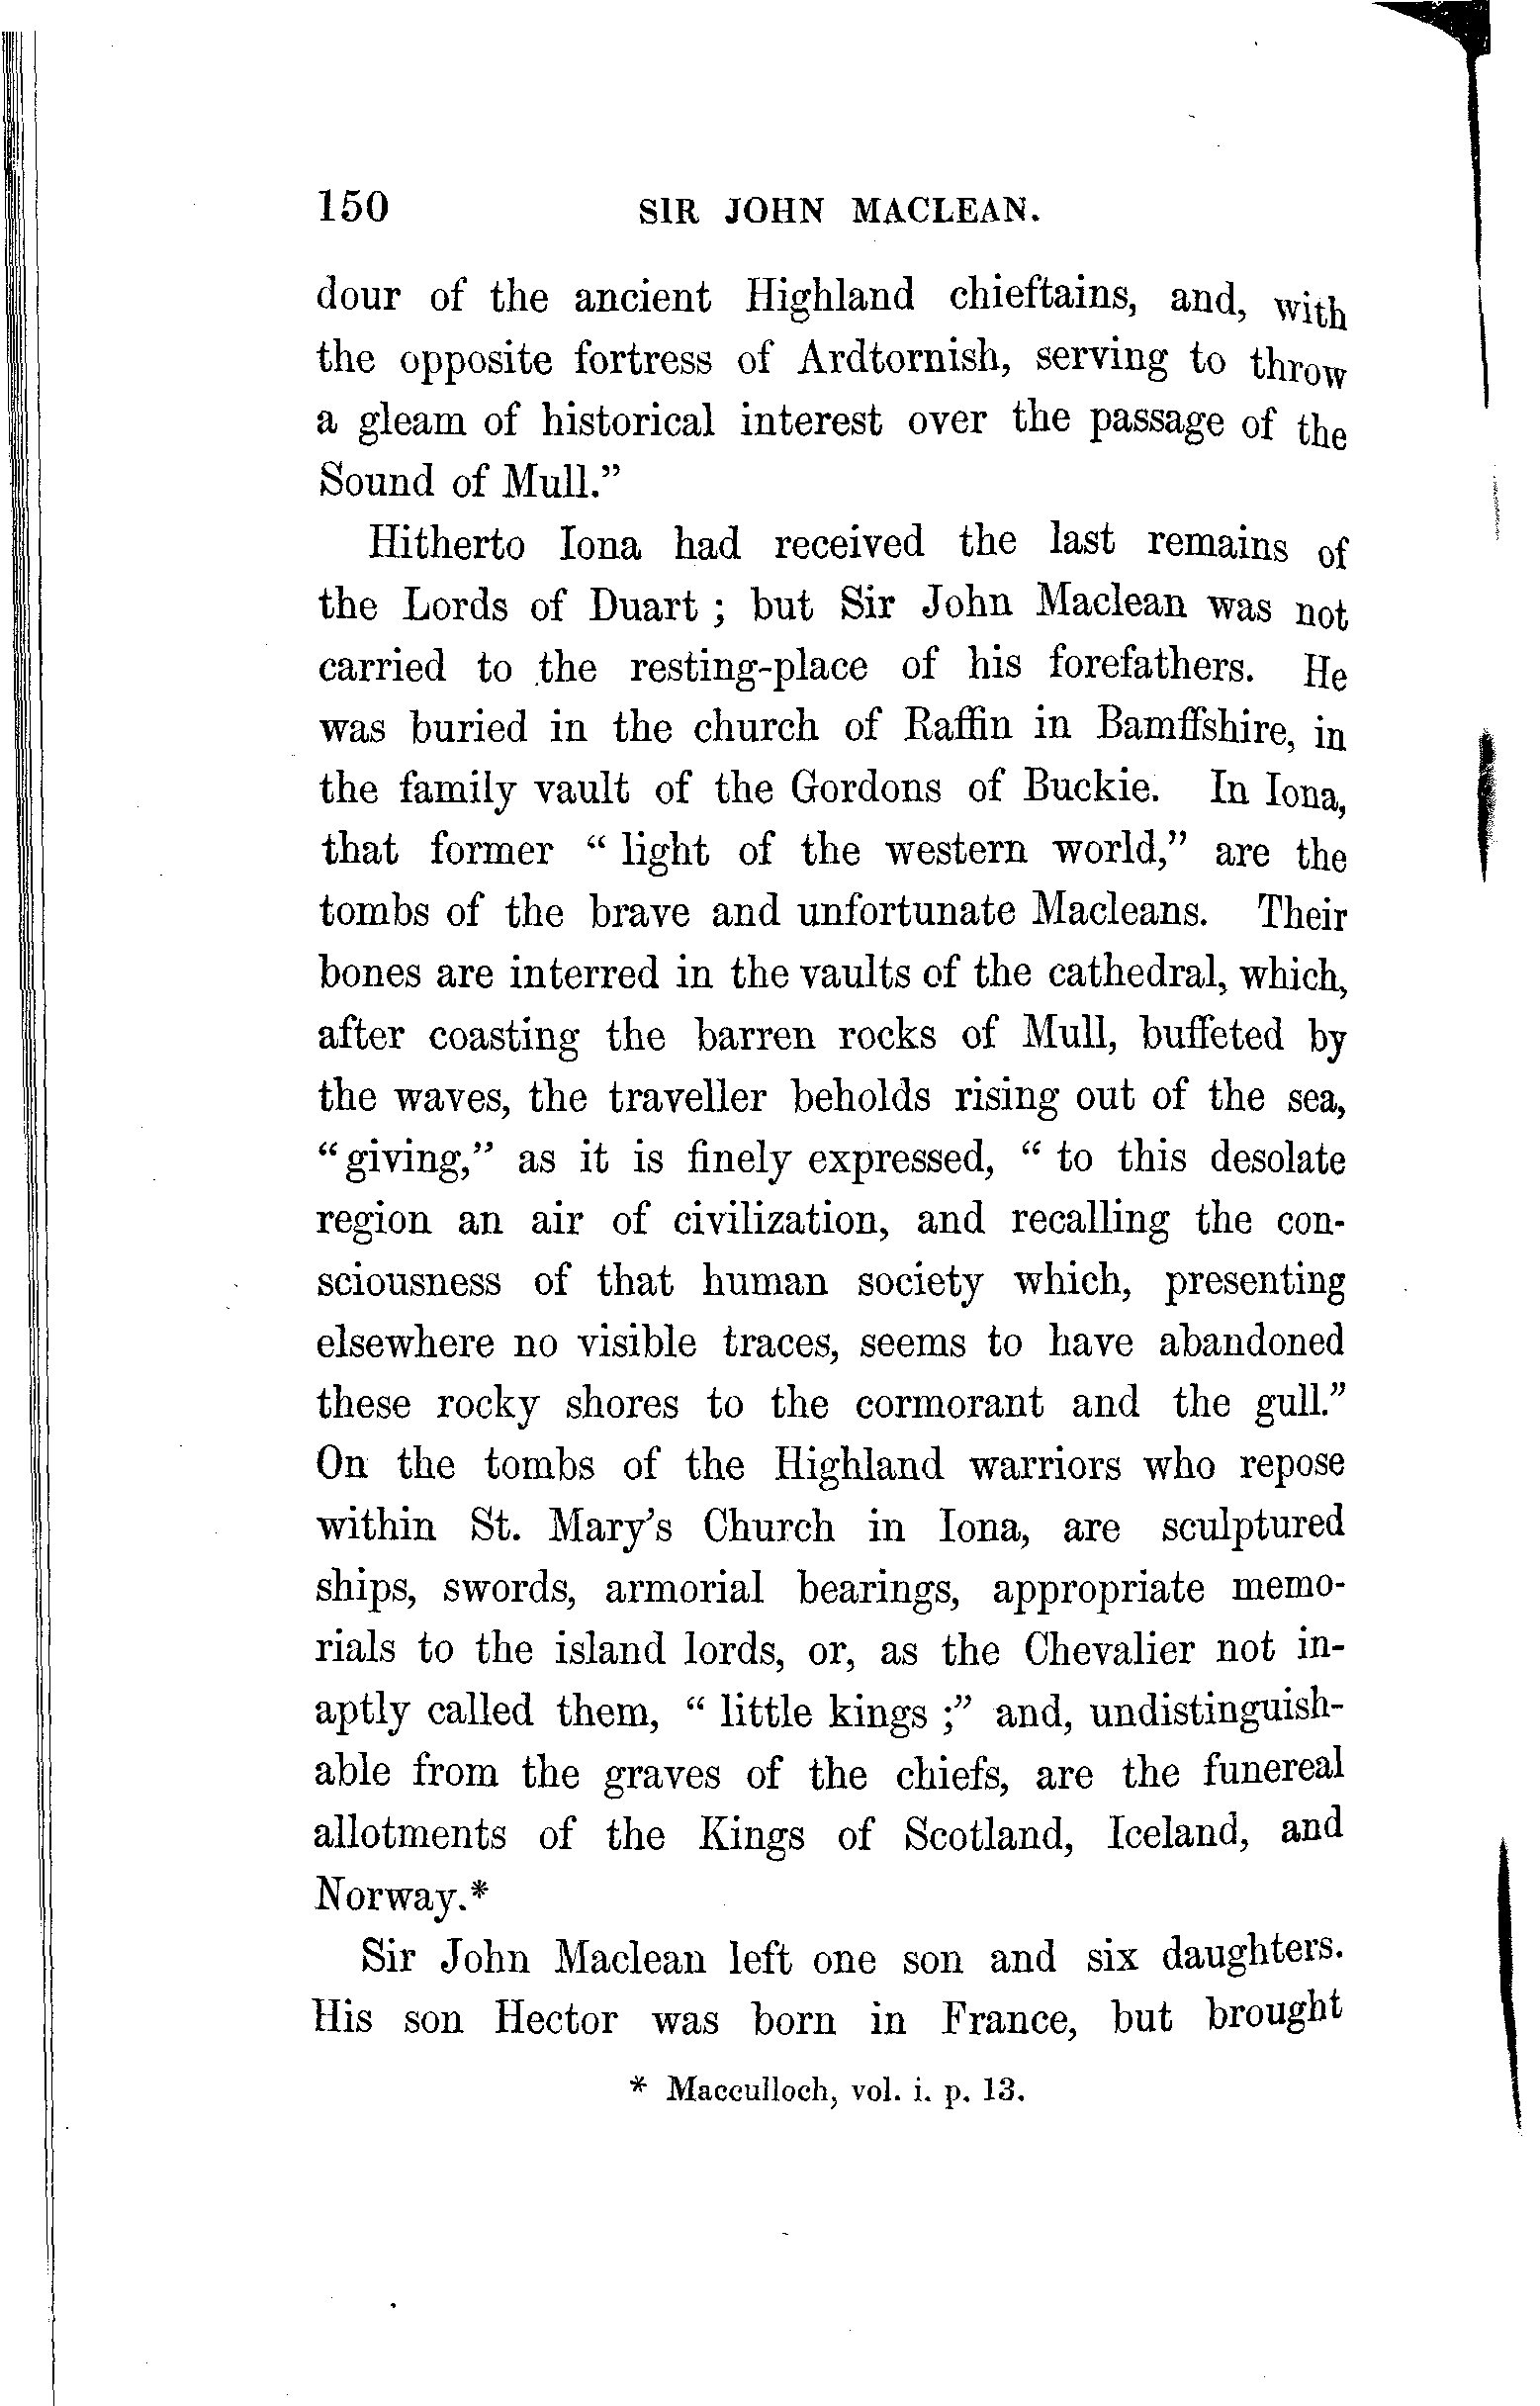 150 SIR JOHN MACLEAN.
dour of the ancient Highland chieftains, and, with
the opposite fortress of Ardtornish, serving to throw
a gleam of historical interest over the passage of the
Sound of Mull."
Hitherto Iona had received the last remains of
the Lords of Duart ; but Sir John Maclean was not
carried to the resting-place of his forefathers. He
was buried in the church of Raffin in Bamffshire, in
the family vault of the Gordons of Buckie. In Iona,
that former " light of the western world," are the
tombs of the brave and unfortunate Macleans. Their
bones are interred in the vaults of the cathedral, which,
after coasting the barren rocks of Mull, buffeted by
the waves, the traveller beholds rising out of the sea,
"giving," as it is finely expressed, " to this desolate
region an air of civilization, and recalling the con-
sciousness of that human society which, presenting
elsewhere no visible traces, seems to have abandoned
these rocky shores to the cormorant and the gull."
On the tombs of the Highland warriors who repose
within St. Mary's Church in Iona, are sculptured
ships, swords, armorial bearings, appropriate memo-
rials to the island lords, or, as the Chevalier not in-
aptly called them, " little kings ;" and, undistinguish-
able from the graves of the chiefs, are the funereal
allotments of the Kings of Scotland, Iceland, and
Norway.*
Sir John Maclean left one son and six daughters.
His son Hector was born in France, but brought
* Macculloch, vol. i. p. 13.